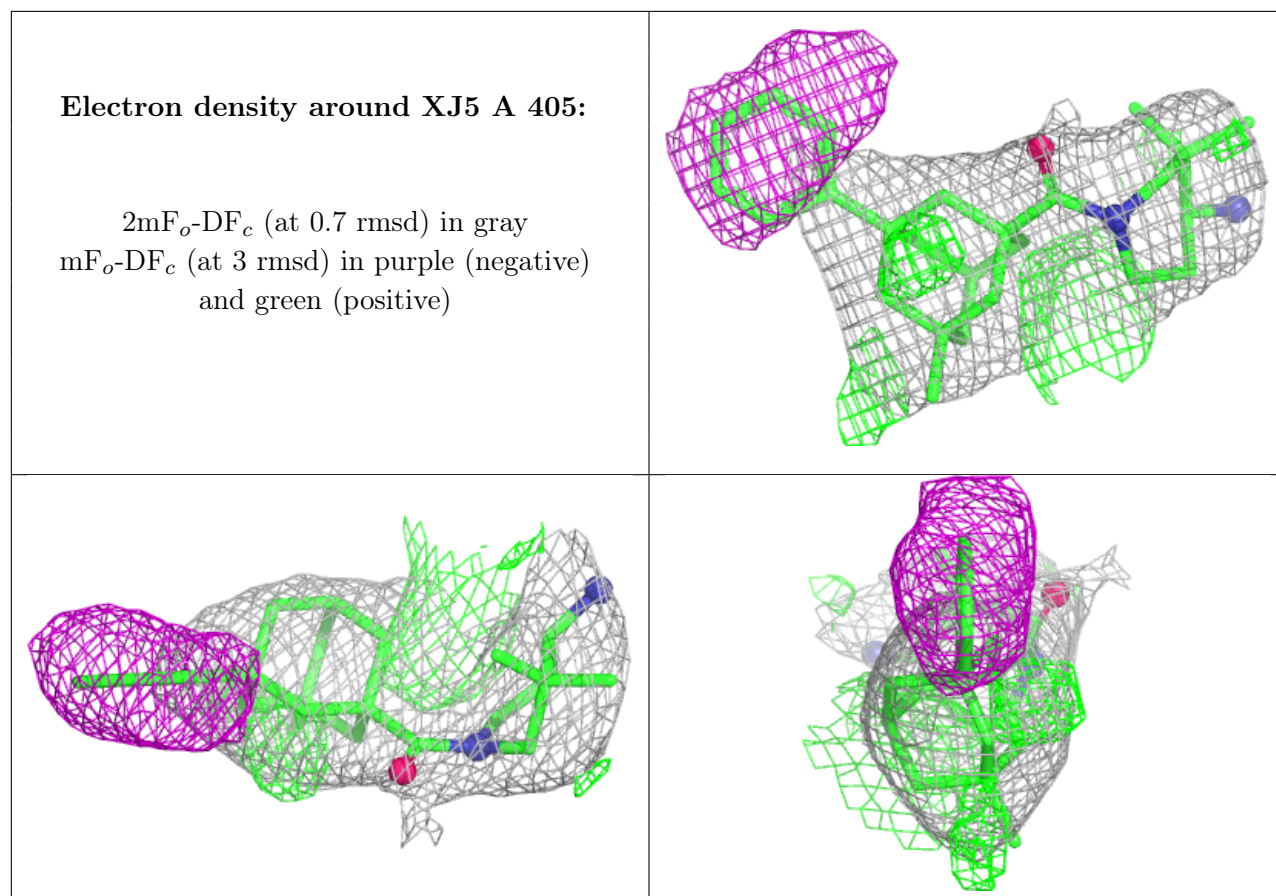 Electron density around XJ5 A 405:
2mFo-DFc (at 0.7 rmsd) in gray
mFo-DFc (at 3 rmsd) in purple (negative)
and green (positive)